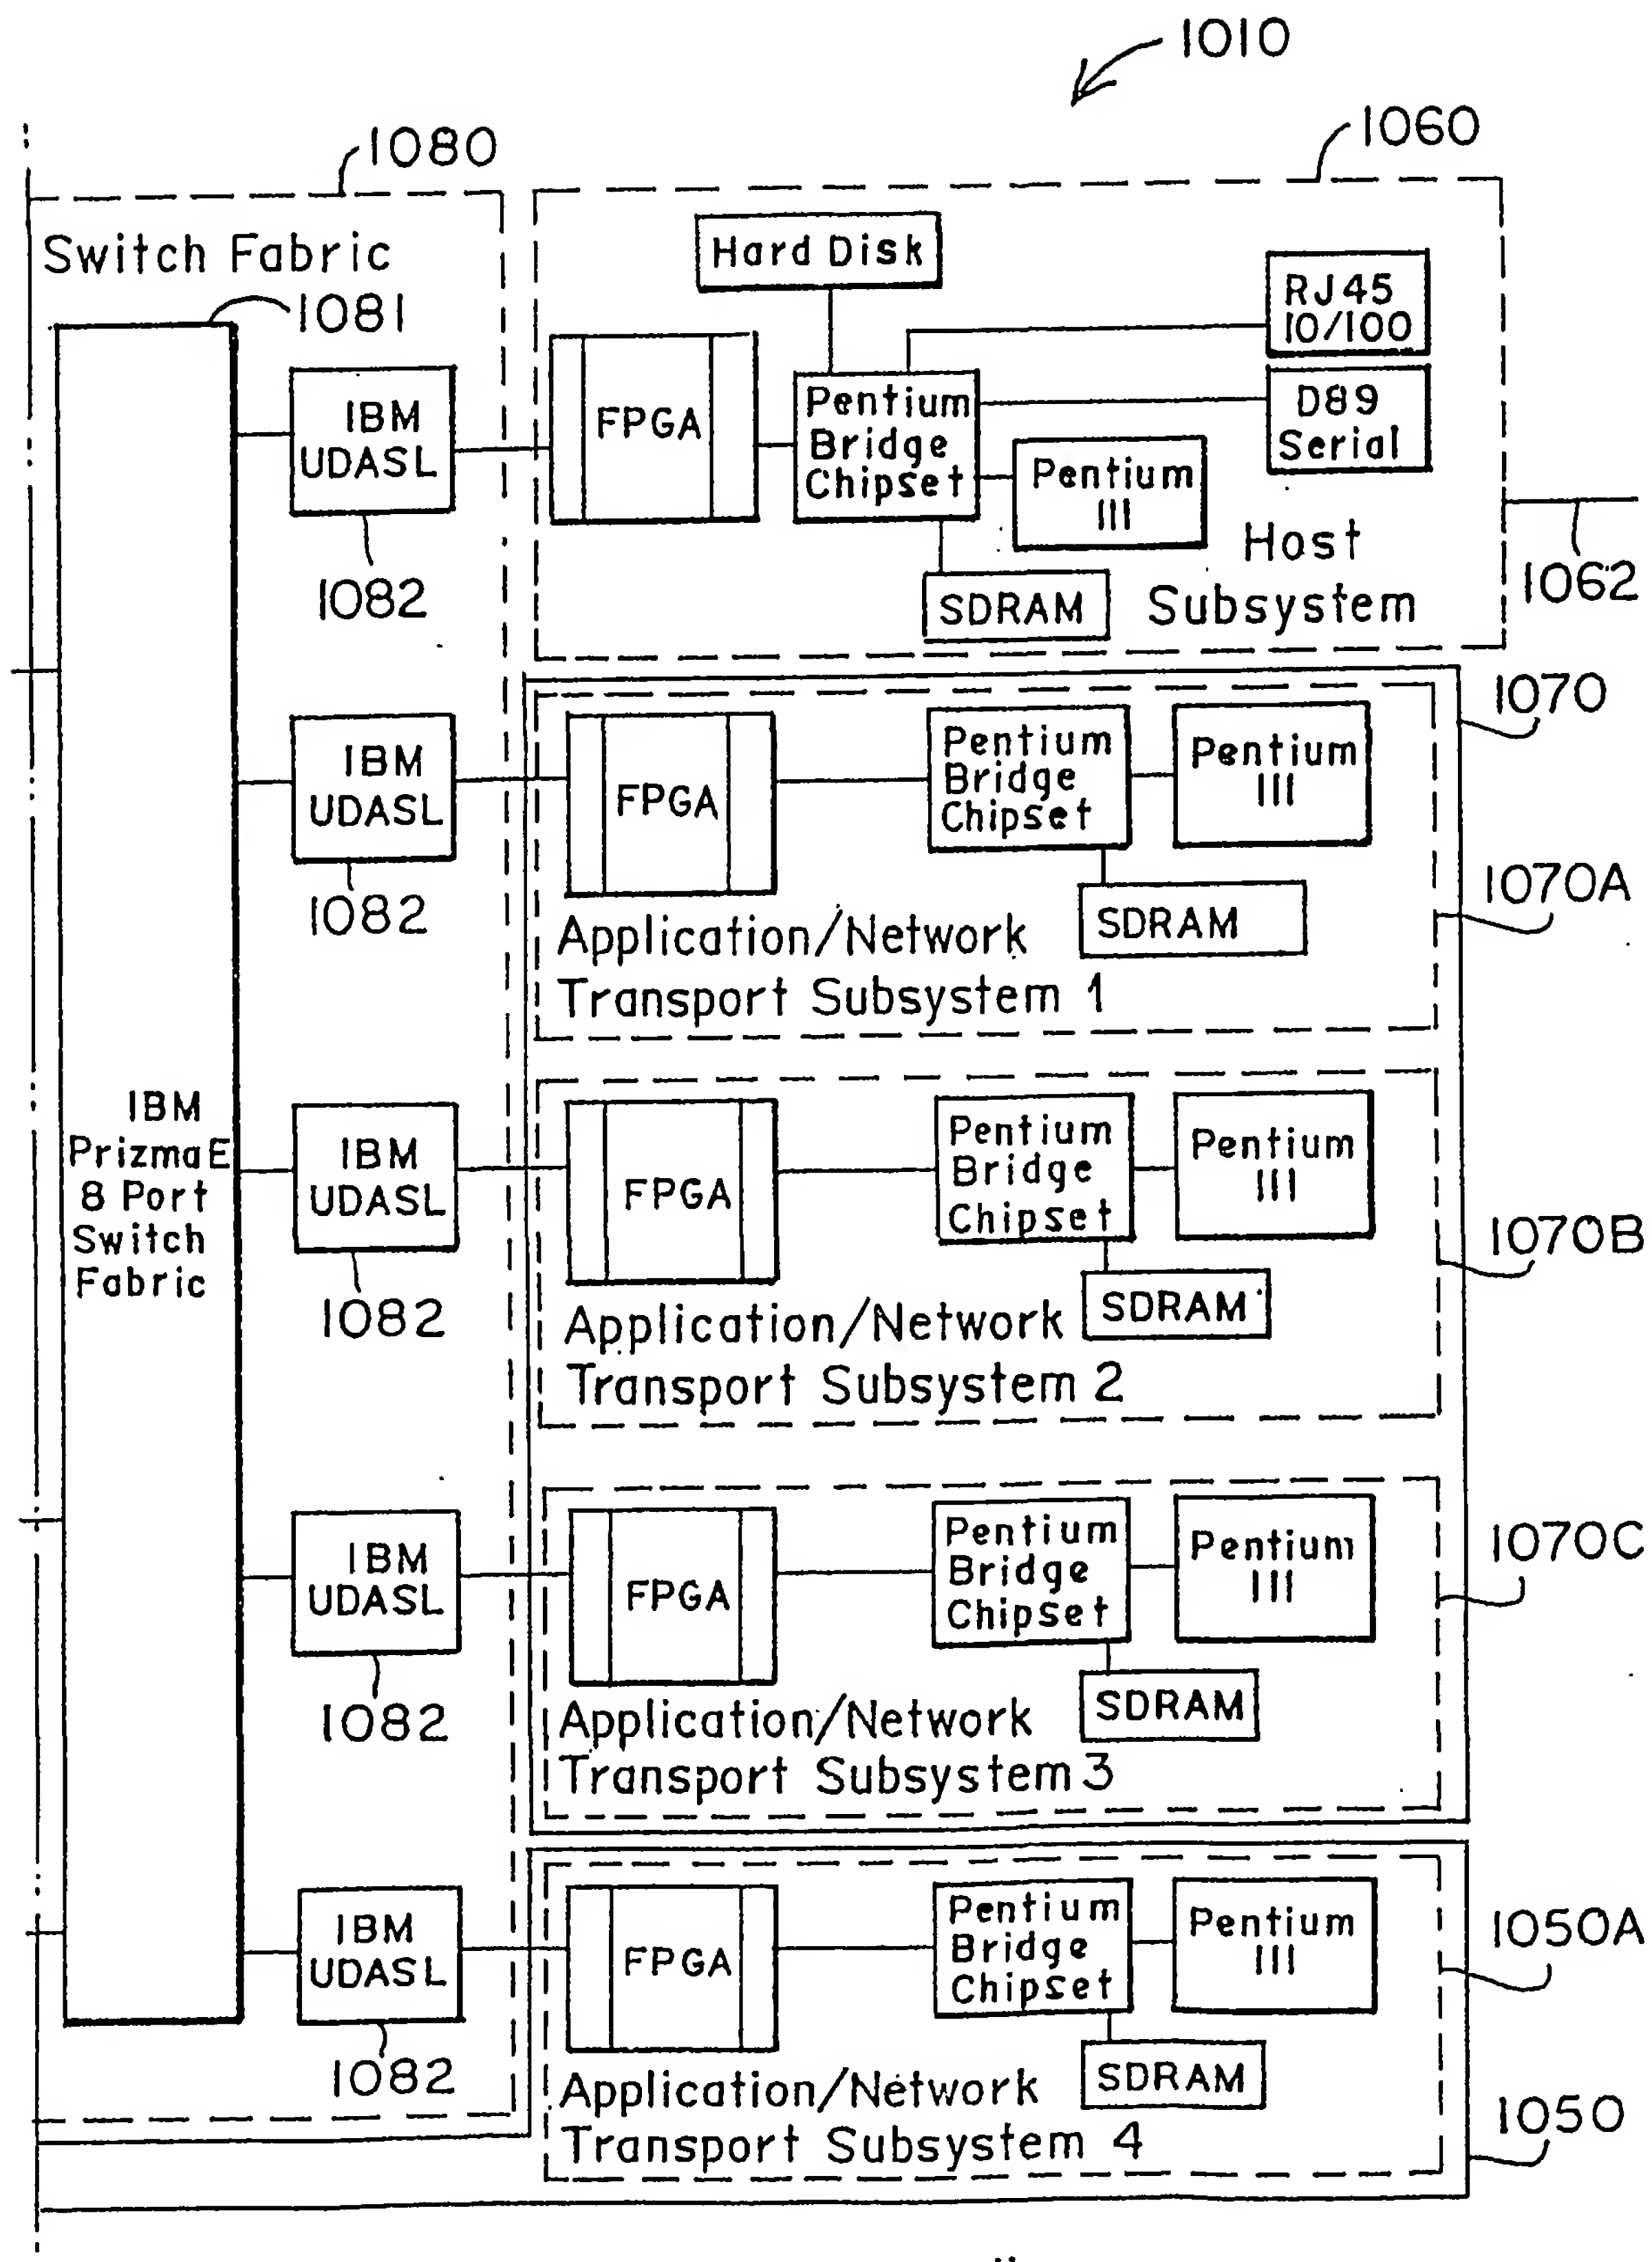 1010
1080
1060
Switch Fabric
1081
Hard Disk
RJ45
10/100
IBM
UDASL
1082
FPGA
Pentium
Bridge
Chipset
D89
Serial
Pentium
III
SDRAM
Host
Subsystem
1062
1070
IBM
UDASL
1082
FPGA
Pentium
Bridge
Chipset
Pentium
III
SDRAM
1070A
Application/Network
Transport Subsystem 1
IBM
PrizmaE
8 Port
Switch
Fabric
IBM
UDASL
1082
FPGA
Pentium
Bridge
Chipset
Pentium
III
SDRAM
1070B
Application/Network
Transport Subsystem 2
IBM
UDASL
1082
FPGA
Pentium
Bridge
Chipset
Pentium
III
SDRAM
1070C
Application/Network
Transport Subsystem 3
IBM
UDASL
1082
FPGA
Pentium
Bridge
Chipset
Pentium
III
SDRAM
1050A
Application/Network
Transport Subsystem 4
1050